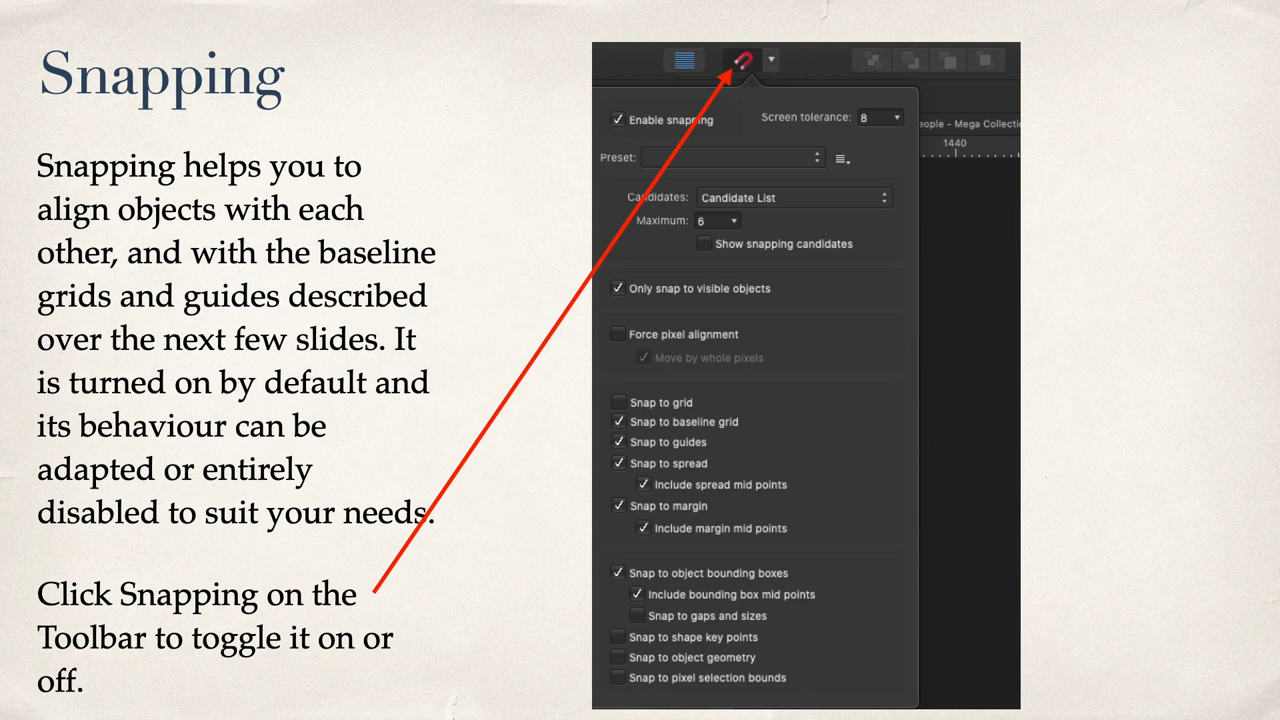 Snapping
Snapping helps you to
align objects with each
other, and with the baseline
grids and guides described
over the next few slides. It
is turned on by default and
its behaviour can be
adapted or entirely
disabled to suit your needs.
Click Snapping on the
Toolbar to toggle it on or
off.
Enable snapping
Screen tolerance: 8
eople - Mega Collecti
1440
Preset:
Candidates: Candidate List
Maximum: 6
Show snapping candidates
Only snap to visible objects
Force pixel alignment
Move by whole pixels
Snap to grid
Snap to baseline grid
Snap to guides
Snap to spread
Include spread mid points
Snap to margin
Include margin mid points
Snap to object bounding boxes
Include bounding box mid points
Snap to gaps and sizes
Snap to shape key points
Snap to object geometry
Snap to pixel selection bounds